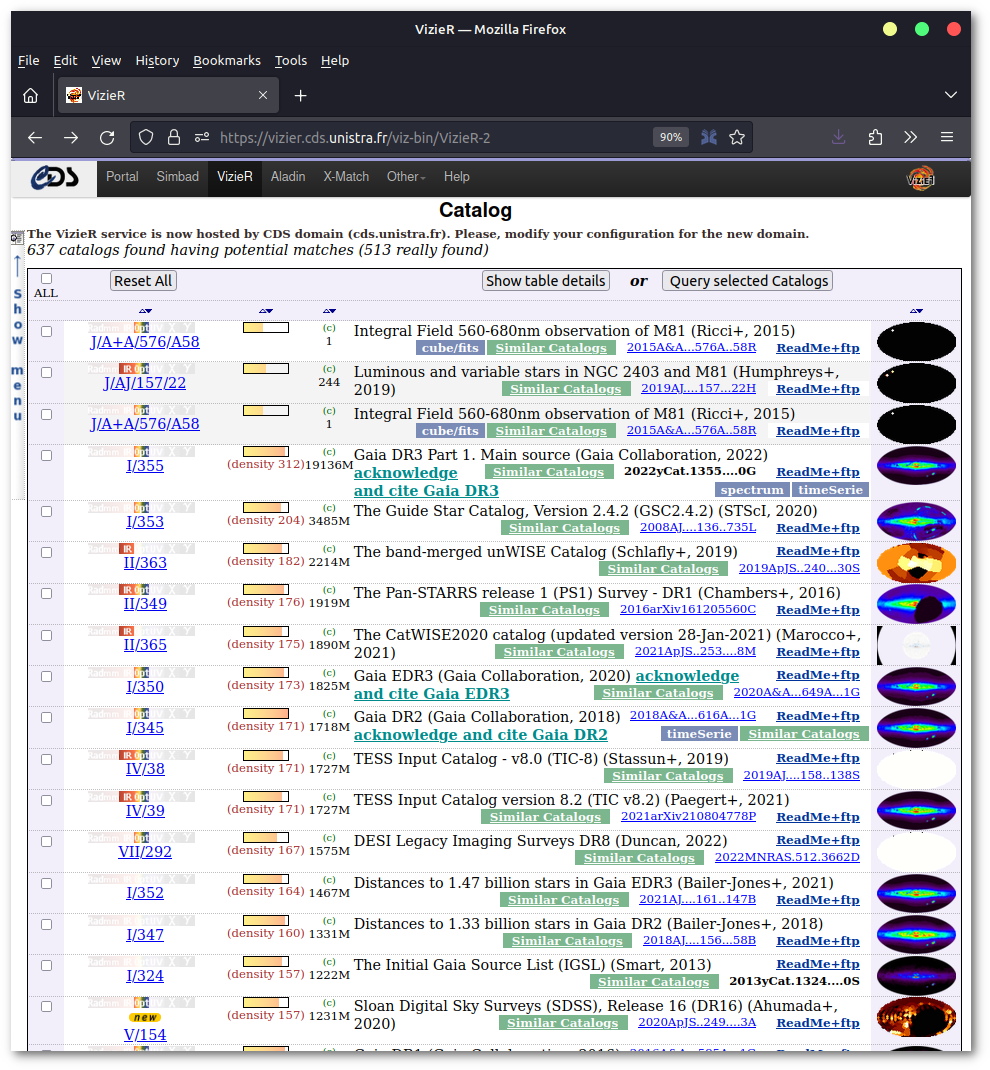 VizieR — Mozilla Firefox
File Edit View History Bookmarks Tools Help
VizieR
https://vizier.cds.unistra.fr/viz-bin/VizieR-2 90%
CDS Portal Simbad VizieR Aladin X-Match Other Help VizieR
Catalog
The VizieR service is now hosted by CDS domain (cds.unistra.fr). Please, modify your configuration for the new domain.
637 catalogs found having potential matches (513 really found)
Show menu
ALL Reset All Show table details or Query selected Catalogs
(c) Integral Field 560-680nm observation of M81 (Ricci+, 2015)
J/A+A/576/A58 1 cube/fits Similar Catalogs 2015A&A...576A..58R ReadMe+ftp
IR Opt (c) Luminous and variable stars in NGC 2403 and M81 (Humphreys+,
J/AJ/157/22 244 2019) Similar Catalogs 2019AJ....157...22H ReadMe+ftp
(c) Integral Field 560-680nm observation of M81 (Ricci+, 2015)
J/A+A/576/A58 1 cube/fits Similar Catalogs 2015A&A...576A..58R ReadMe+ftp
(c) Gaia DR3 Part 1. Main source (Gaia Collaboration, 2022)
I/355 (density 312) 19136M acknowledge Similar Catalogs 2022yCat.1355....0G ReadMe+ftp
and cite Gaia DR3 spectrum timeSerie
(c) The Guide Star Catalog, Version 2.4.2 (GSC2.4.2) (STScI, 2020)
I/353 (density 204) 3485M Similar Catalogs 2008AJ....136..735L ReadMe+ftp
IR (c) The band-merged unWISE Catalog (Schlafly+, 2019) ReadMe+ftp
II/363 (density 182) 2214M Similar Catalogs 2019ApJS..240...30S
IR Opt (c) The Pan-STARRS release 1 (PS1) Survey - DR1 (Chambers+, 2016)
II/349 (density 176) 1919M Similar Catalogs 2016arXiv161205560C ReadMe+ftp
IR (c) The CatWISE2020 catalog (updated version 28-Jan-2021) (Marocco+,
II/365 (density 175) 1890M 2021) Similar Catalogs 2021ApJS..253....8M ReadMe+ftp
(c) Gaia EDR3 (Gaia Collaboration, 2020) acknowledge ReadMe+ftp
I/350 (density 173) 1825M and cite Gaia EDR3 Similar Catalogs 2020A&A...649A...1G
(c) Gaia DR2 (Gaia Collaboration, 2018) 2018A&A...616A...1G ReadMe+ftp
I/345 (density 171) 1718M acknowledge and cite Gaia DR2 timeSerie Similar Catalogs
IR Opt (c) TESS Input Catalog - v8.0 (TIC-8) (Stassun+, 2019) ReadMe+ftp
IV/38 (density 171) 1727M Similar Catalogs 2019AJ....158..138S
IR Opt (c) TESS Input Catalog version 8.2 (TIC v8.2) (Paegert+, 2021)
IV/39 (density 171) 1727M Similar Catalogs 2021arXiv210804778P ReadMe+ftp
(c) DESI Legacy Imaging Surveys DR8 (Duncan, 2022) ReadMe+ftp
VII/292 (density 167) 1575M Similar Catalogs 2022MNRAS.512.3662D
(c) Distances to 1.47 billion stars in Gaia EDR3 (Bailer-Jones+, 2021)
I/352 (density 164) 1467M Similar Catalogs 2021AJ....161..147B ReadMe+ftp
(c) Distances to 1.33 billion stars in Gaia DR2 (Bailer-Jones+, 2018)
I/347 (density 160) 1331M Similar Catalogs 2018AJ....156...58B ReadMe+ftp
(c) The Initial Gaia Source List (IGSL) (Smart, 2013) ReadMe+ftp
I/324 (density 157) 1222M Similar Catalogs 2013yCat.1324....0S
(c) Sloan Digital Sky Surveys (SDSS), Release 16 (DR16) (Ahumada+,
new (density 157) 1231M 2020) Similar Catalogs 2020ApJS..249....3A ReadMe+ftp
V/154